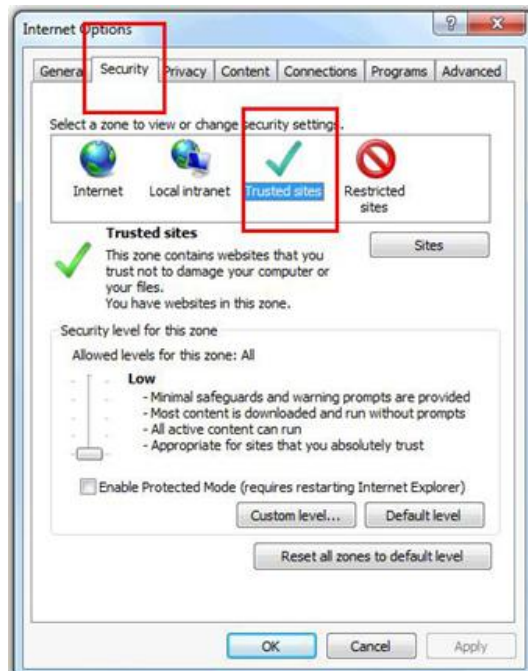 Internet Options
General Security Privacy Content Connections Programs Advanced
Select a zone to view or change security settings.
Internet Local intranet Trusted sites Restricted sites
Trusted sites
This zone contains websites that you
trust not to damage your computer or
your files.
You have websites in this zone.
Sites
Security level for this zone
Allowed levels for this zone: All
Low
- Minimal safeguards and warning prompts are provided
- Most content is downloaded and run without prompts
- All active content can run
- Appropriate for sites that you absolutely trust
Enable Protected Mode (requires restarting Internet Explorer)
Custom level... Default level
Reset all zones to default level
OK Cancel Apply